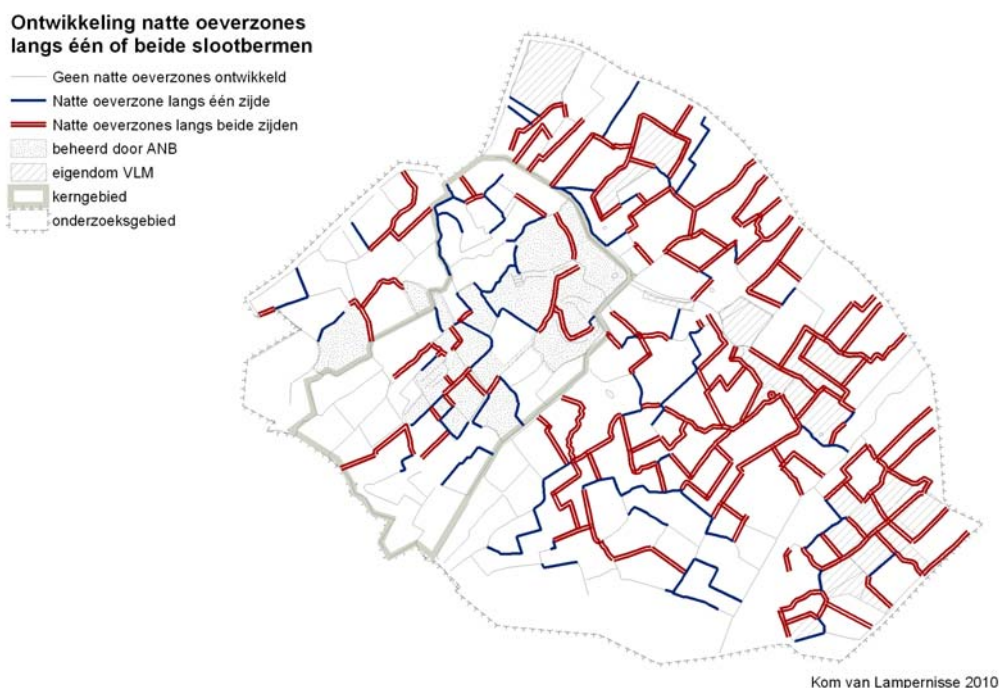 Ontwikkeling natte oeverzones
langs één of beide slootbermen
Geen natte oeverzones ontwikkeld
Natte oeverzone langs één zijde
Natte oeverzones langs beide zijden
beheerd door ANB
eigendom VLM
kerngebied
onderzoeksgebied
Kom van Lampernisse 2010